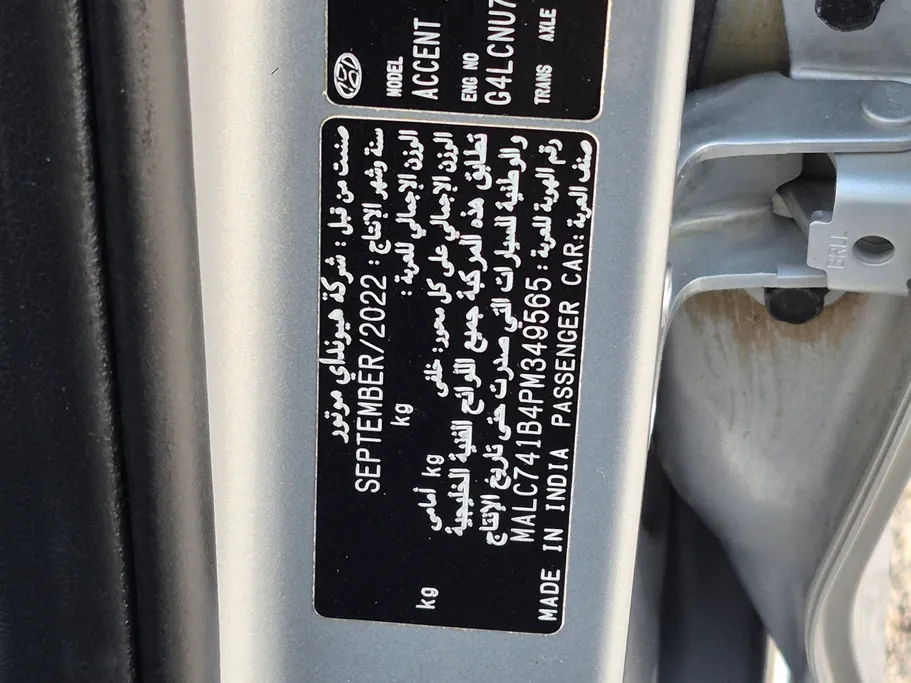 MODEL
ACCENT
ENG NO
G4LCNU7
TRANS AXLE
صنعت من قبل : شركة هيونداي موتور
سنة وشهر الإنتاج : SEPTEMBER/2022
الوزن الإجمالي للعربة : kg
الوزن الإجمالي على كل محور: خلفى kg أمامى kg
تطابق هذه المركبة جميع اللوائح الفنية الخليجية
والوطنية للسيارات التي صدرت حتى تاريخ الإنتاج
رقم الهوية للعربة : MALC741B4PM349565
صنف العربة : PASSENGER CAR MADE IN INDIA